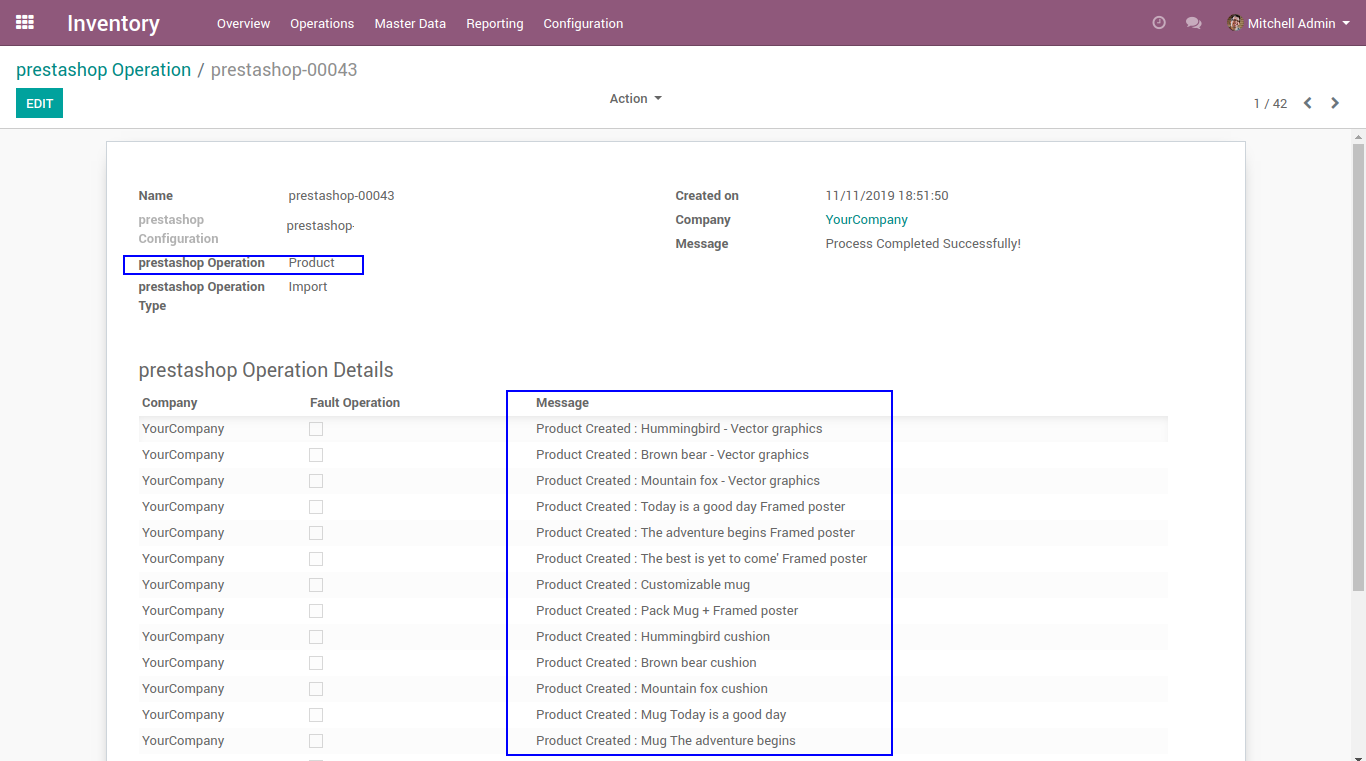 Inventory Overview Operations Master Data Reporting Configuration Mitchell Admin
prestashop Operation / prestashop-00043
EDIT Action 1 / 42
Name prestashop-00043 Created on 11/11/2019 18:51:50
prestashop Configuration prestashop- Company YourCompany
Message Process Completed Successfully!
prestashop Operation Product
prestashop Operation Type Import
prestashop Operation Details
Company Fault Operation Message
YourCompany Product Created : Hummingbird - Vector graphics
YourCompany Product Created : Brown bear - Vector graphics
YourCompany Product Created : Mountain fox - Vector graphics
YourCompany Product Created : Today is a good day Framed poster
YourCompany Product Created : The adventure begins Framed poster
YourCompany Product Created : The best is yet to come' Framed poster
YourCompany Product Created : Customizable mug
YourCompany Product Created : Pack Mug + Framed poster
YourCompany Product Created : Hummingbird cushion
YourCompany Product Created : Brown bear cushion
YourCompany Product Created : Mountain fox cushion
YourCompany Product Created : Mug Today is a good day
YourCompany Product Created : Mug The adventure begins